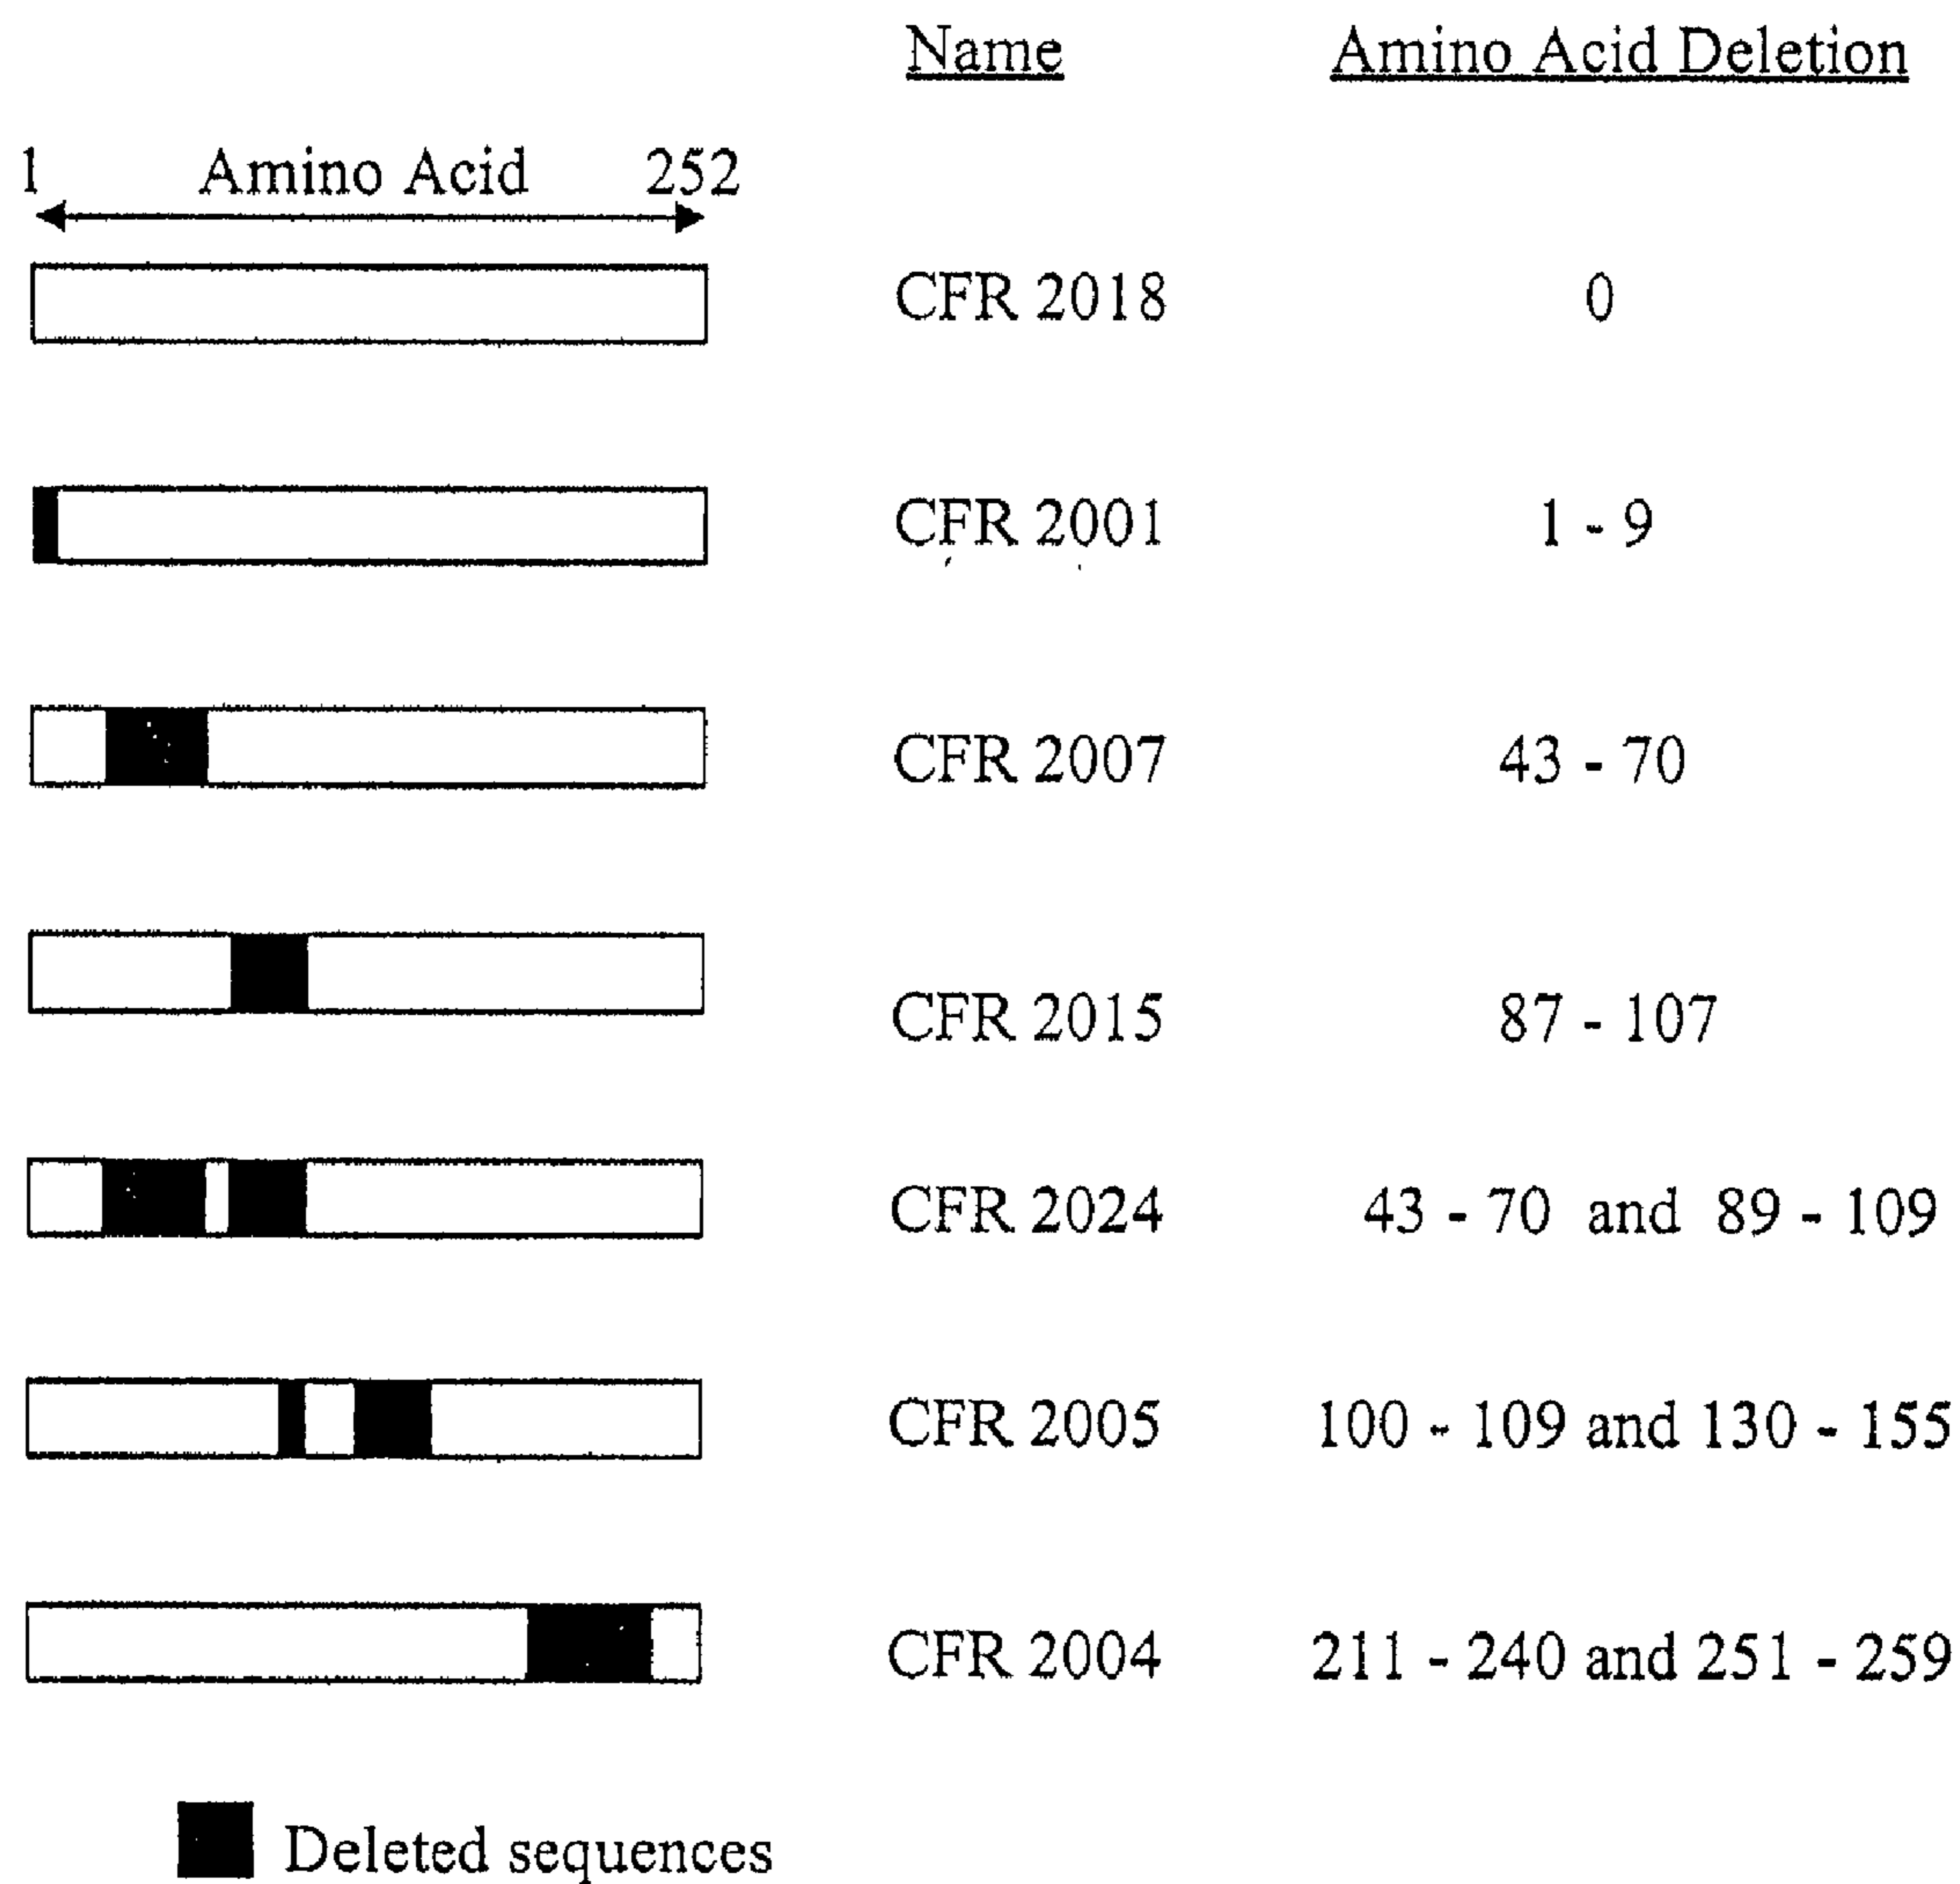 Name Amino Acid Deletion
1 Amino Acid 252
CFR 2018 0
CFR 2001 1 - 9
CFR 2007 43 - 70
CFR 2015 87 - 107
CFR 2024 43 - 70 and 89 - 109
CFR 2005 100 - 109 and 130 - 155
CFR 2004 211 - 240 and 251 - 259
Deleted sequences